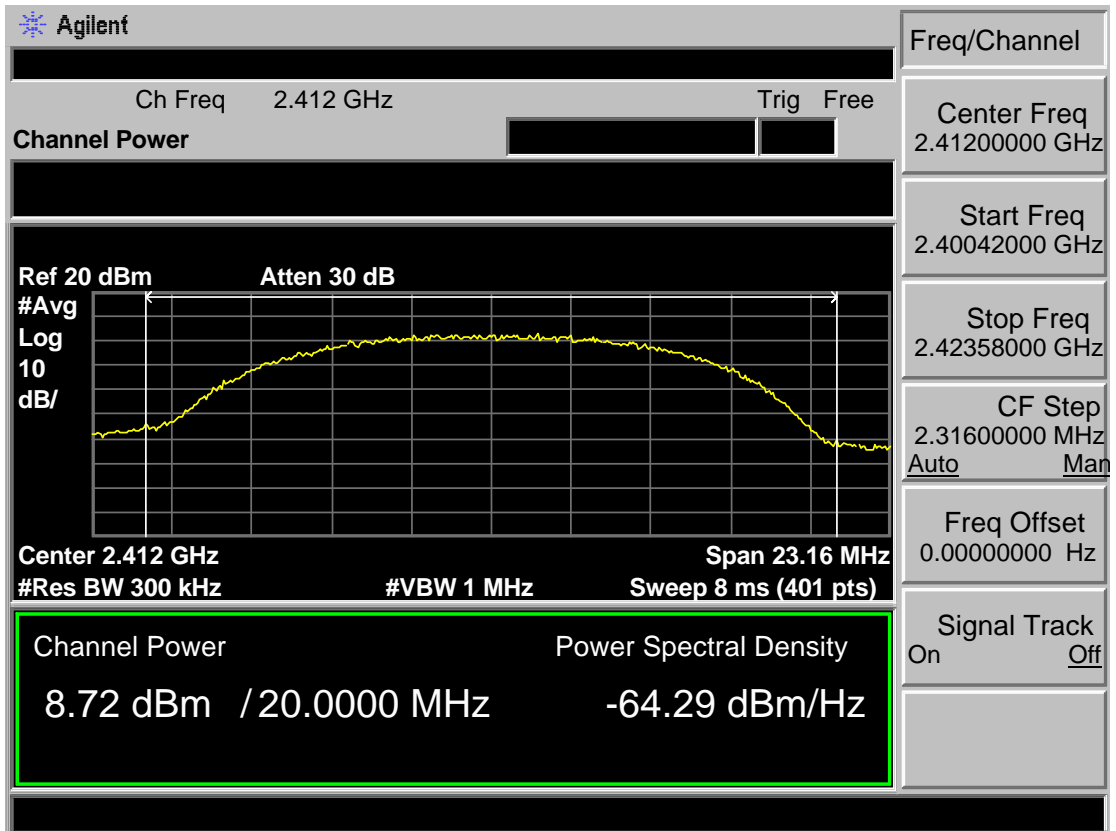 Agilent
Freq/Channel
Ch Freq 2.412 GHz Trig Free
Channel Power
Center Freq
2.41200000 GHz
Start Freq
2.40042000 GHz
Stop Freq
2.42358000 GHz
CF Step
2.31600000 MHz
Auto Man
Freq Offset
0.00000000 Hz
Signal Track
On Off
Ref 20 dBm Atten 30 dB
#Avg
Log
10
dB/
Center 2.412 GHz Span 23.16 MHz
#Res BW 300 kHz #VBW 1 MHz Sweep 8 ms (401 pts)
Channel Power Power Spectral Density
8.72 dBm / 20.0000 MHz -64.29 dBm/Hz